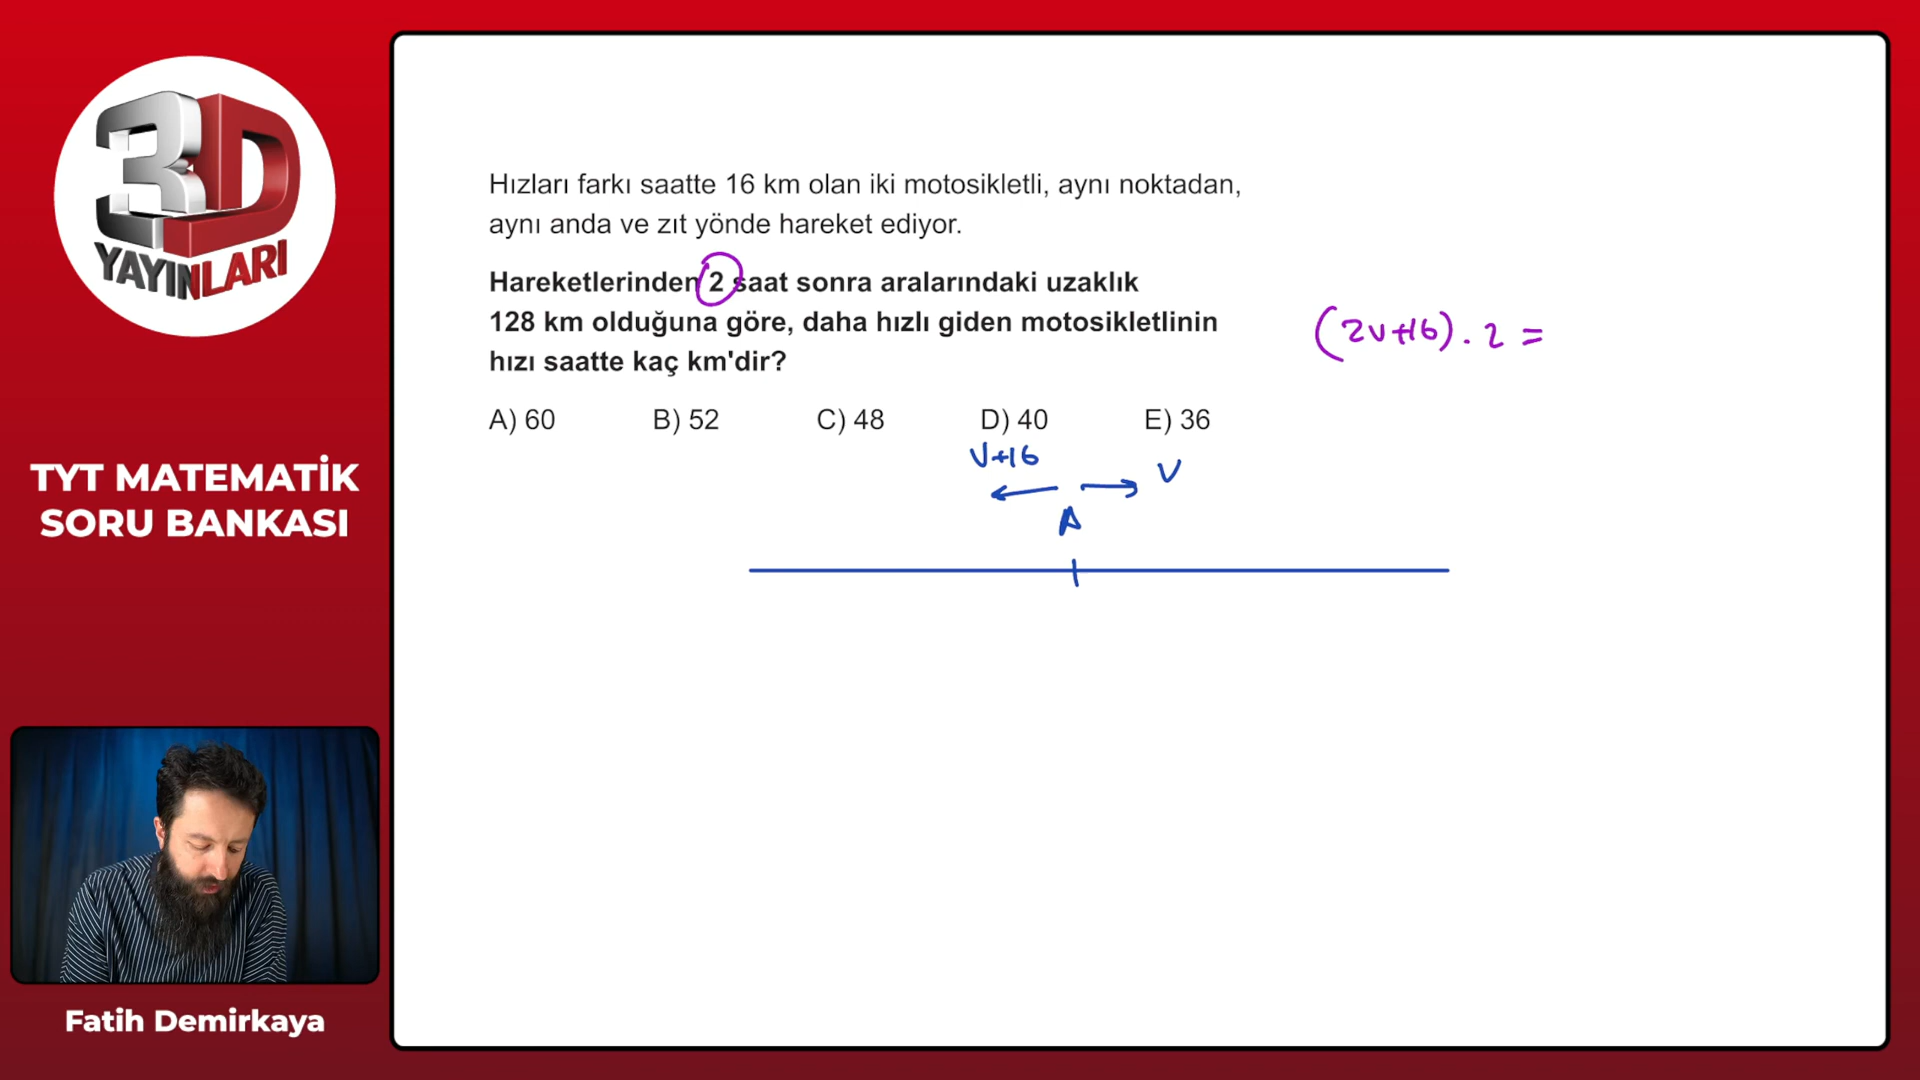 3D
YAYINLARI
TYT MATEMATİK
SORU BANKASI
Fatih Demirkaya
Hızları farkı saatte 16 km olan iki motosikletli, aynı noktadan,
aynı anda ve zıt yönde hareket ediyor.
Hareketlerinden 2 saat sonra aralarındaki uzaklık
128 km olduğuna göre, daha hızlı giden motosikletlinin
hızı saatte kaç km'dir?
A) 60 B) 52 C) 48 D) 40 E) 36
(2v+16) . 2 =
V+16 V
A